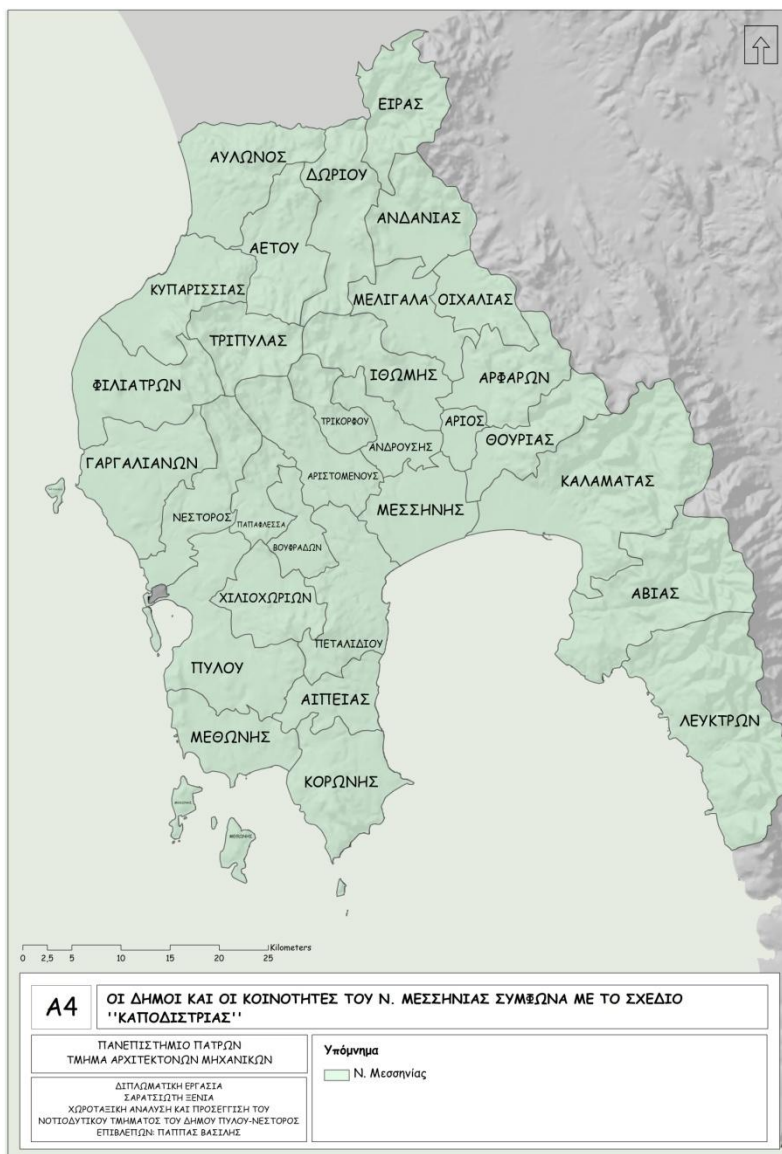 ΕΙΡΑΣ
ΑΥΛΩΝΟΣ
ΔΩΡΙΟΥ
ΑΝΔΑΝΙΑΣ
ΑΕΤΟΥ
ΚΥΠΑΡΙΣΣΙΑΣ
ΜΕΛΙΓΑΛΑ
ΟΙΧΑΛΙΑΣ
ΤΡΙΠΥΛΑΣ
ΦΙΛΙΑΤΡΩΝ
ΙΘΩΜΗΣ
ΑΡΦΑΡΩΝ
ΤΡΙΚΟΡΦΟΥ
ΑΡΙΟΣ
ΘΟΥΡΙΑΣ
ΑΝΔΡΟΥΣΗΣ
ΓΑΡΓΑΛΙΑΝΩΝ
ΑΡΙΣΤΟΜΕΝΟΥΣ
ΚΑΛΑΜΑΤΑΣ
ΜΕΣΣΗΝΗΣ
ΝΕΣΤΟΡΟΣ
ΠΑΠΑΦΛΕΣΣΑ
ΒΟΥΦΡΑΔΩΝ
ΧΙΛΙΟΧΩΡΙΩΝ
ΑΒΙΑΣ
ΠΕΤΑΛΙΔΙΟΥ
ΠΥΛΟΥ
ΑΙΠΕΙΑΣ
ΛΕΥΚΤΡΩΝ
ΜΕΘΩΝΗΣ
ΚΟΡΩΝΗΣ
ΜΕΘΩΝΗΣ
Kilometers
0 2,5 5 10 15 20 25
Α4
ΟΙ ΔΗΜΟΙ ΚΑΙ ΟΙ ΚΟΙΝΟΤΗΤΕΣ ΤΟΥ Ν. ΜΕΣΣΗΝΙΑΣ ΣΥΜΦΩΝΑ ΜΕ ΤΟ ΣΧΕΔΙΟ
''ΚΑΠΟΔΙΣΤΡΙΑΣ''
ΠΑΝΕΠΙΣΤΗΜΙΟ ΠΑΤΡΩΝ
ΤΜΗΜΑ ΑΡΧΙΤΕΚΤΟΝΩΝ ΜΗΧΑΝΙΚΩΝ
ΔΙΠΛΩΜΑΤΙΚΗ ΕΡΓΑΣΙΑ
ΣΑΡΑΤΣΙΩΤΗ ΞΕΝΙΑ
ΧΩΡΟΤΑΞΙΚΗ ΑΝΑΛΥΣΗ ΚΑΙ ΠΡΟΣΕΓΓΙΣΗ ΤΟΥ
ΝΟΤΙΟΔΥΤΙΚΟΥ ΤΜΗΜΑΤΟΣ ΤΟΥ ΔΗΜΟΥ ΠΥΛΟΥ-ΝΕΣΤΟΡΟΣ
ΕΠΙΒΛΕΠΩΝ: ΠΑΠΠΑΣ ΒΑΣΙΛΗΣ
Υπόμνημα
Ν. Μεσσηνίας